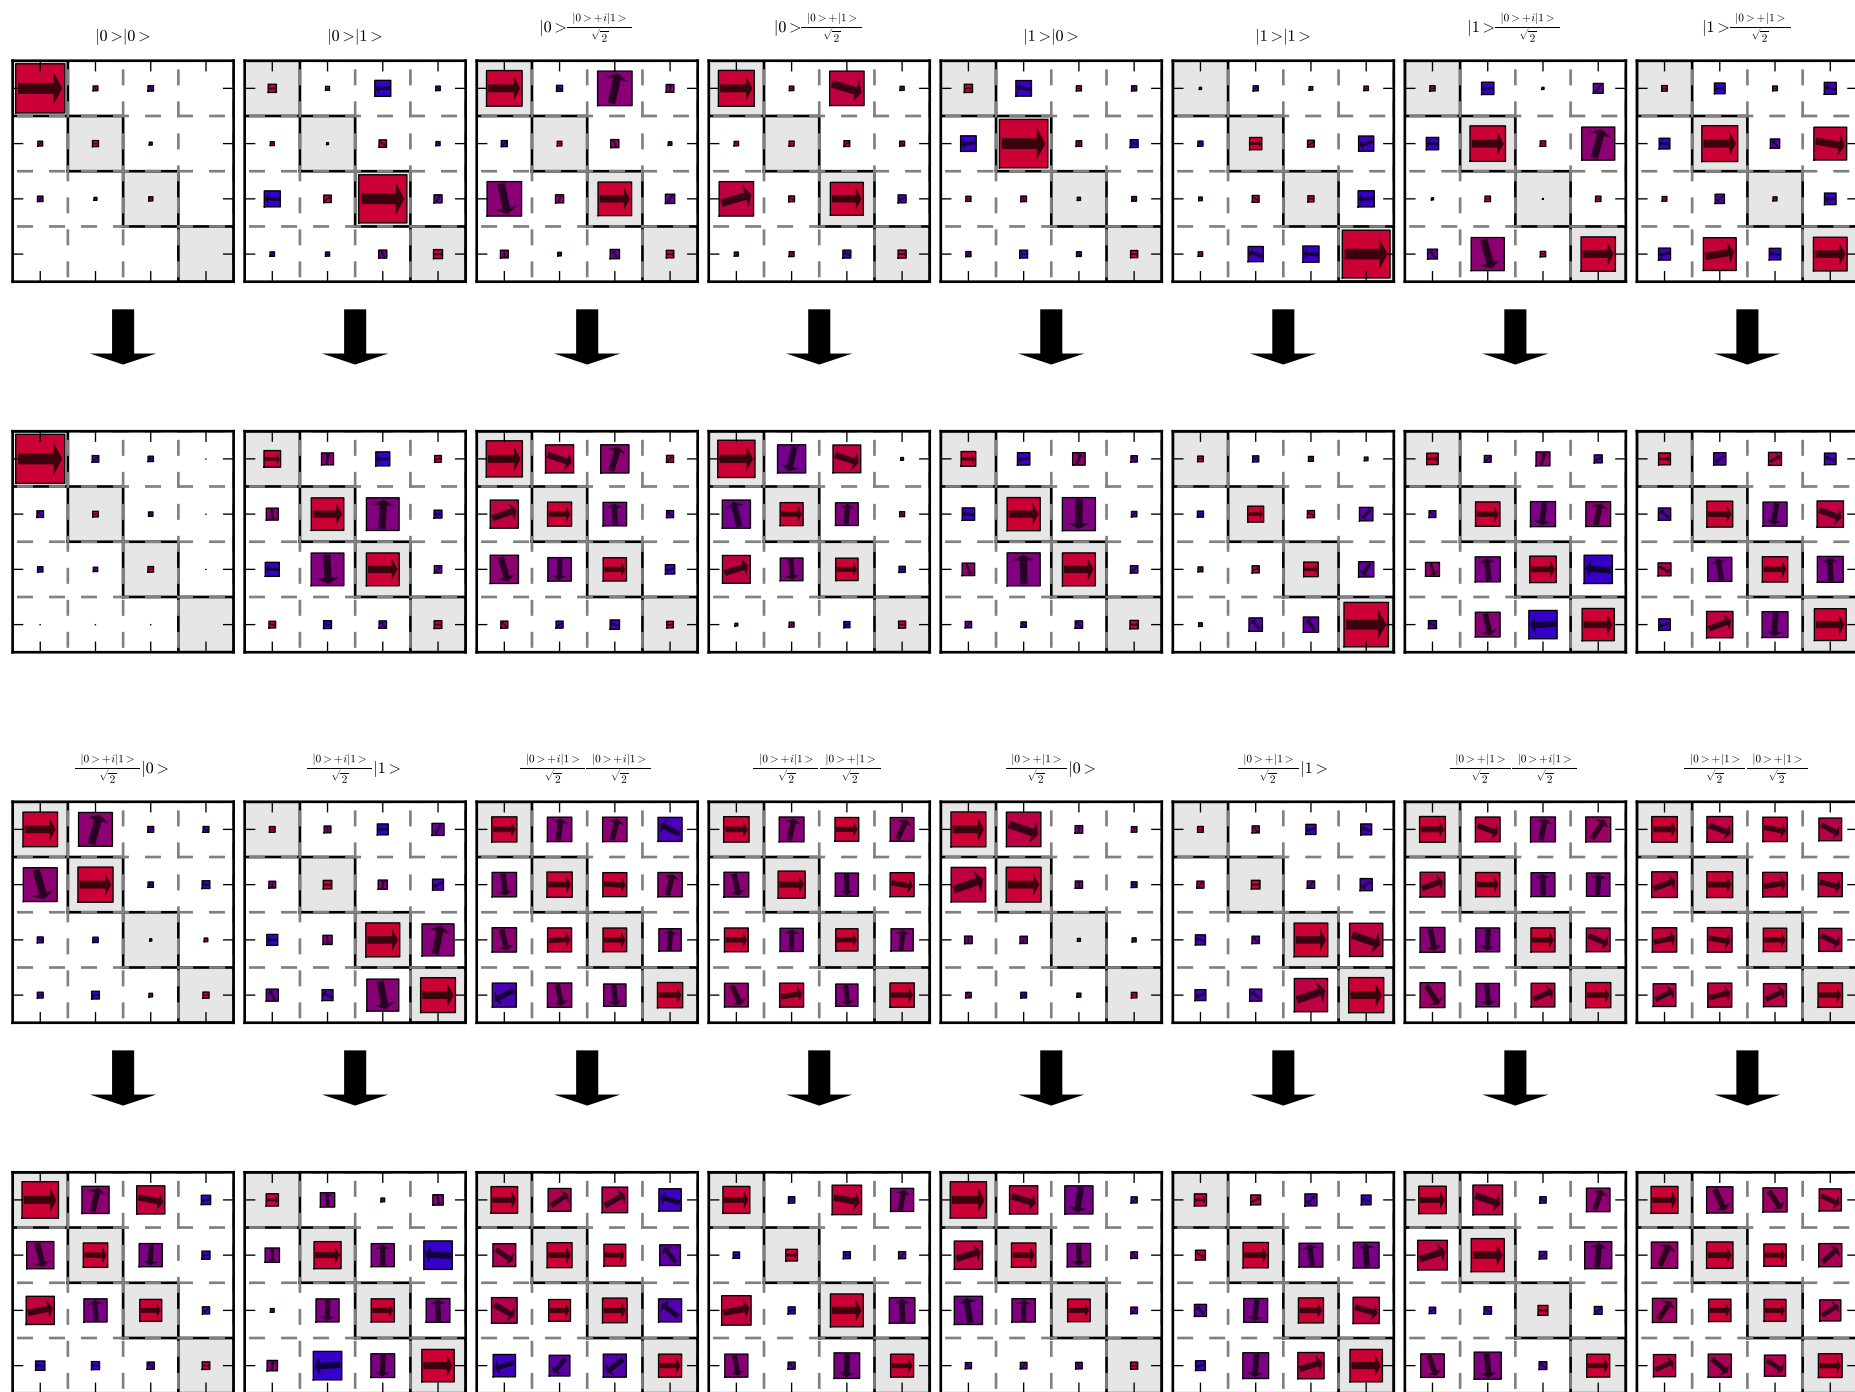 |0>|0>
|0>|1>
|0> |0>+i|1> / √2
|0> |0>+|1> / √2
|1>|0>
|1>|1>
|1> |0>+i|1> / √2
|1> |0>+|1> / √2
|0>+i|1> / √2 |0>
|0>+i|1> / √2 |1>
|0>+i|1> / √2 |0>+i|1> / √2
|0>+i|1> / √2 |0>+|1> / √2
|0>+|1> / √2 |0>
|0>+|1> / √2 |1>
|0>+|1> / √2 |0>+i|1> / √2
|0>+|1> / √2 |0>+|1> / √2